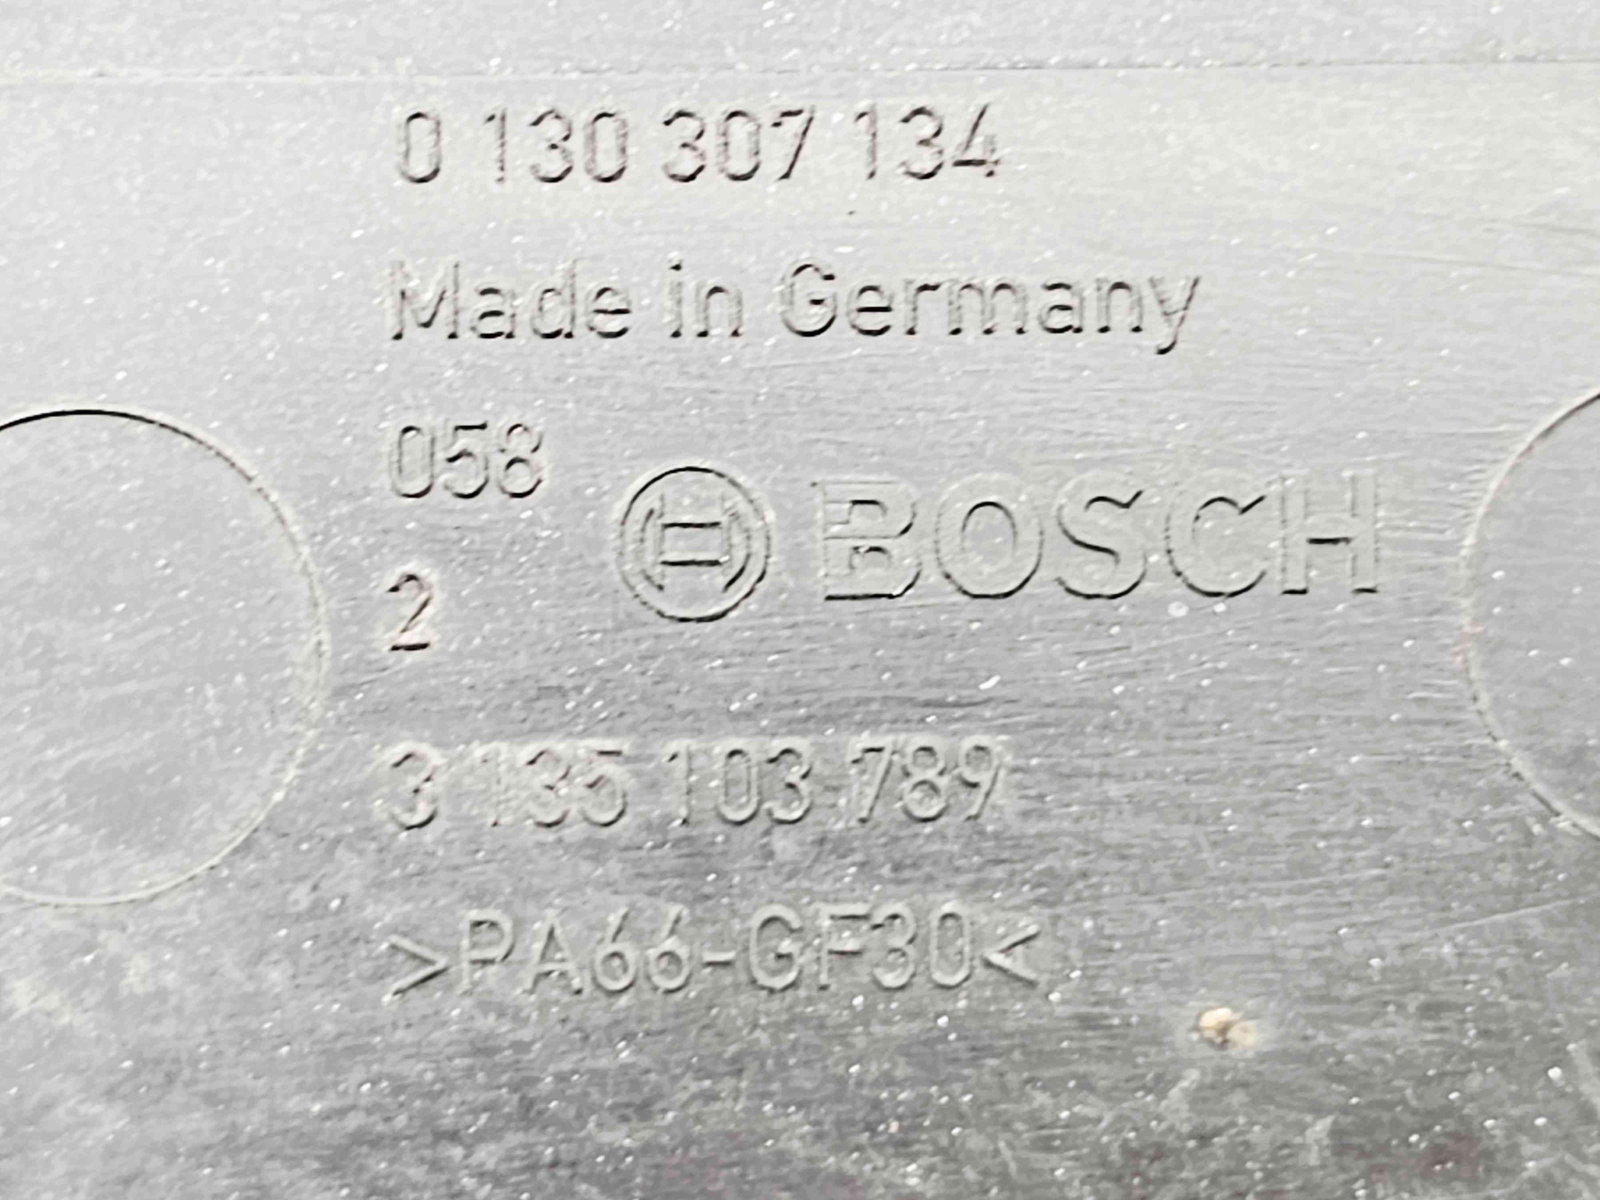 0 130 307 134
Made in Germany
058
BOSCH
2
3 135 103 789
>PA66-GF30<